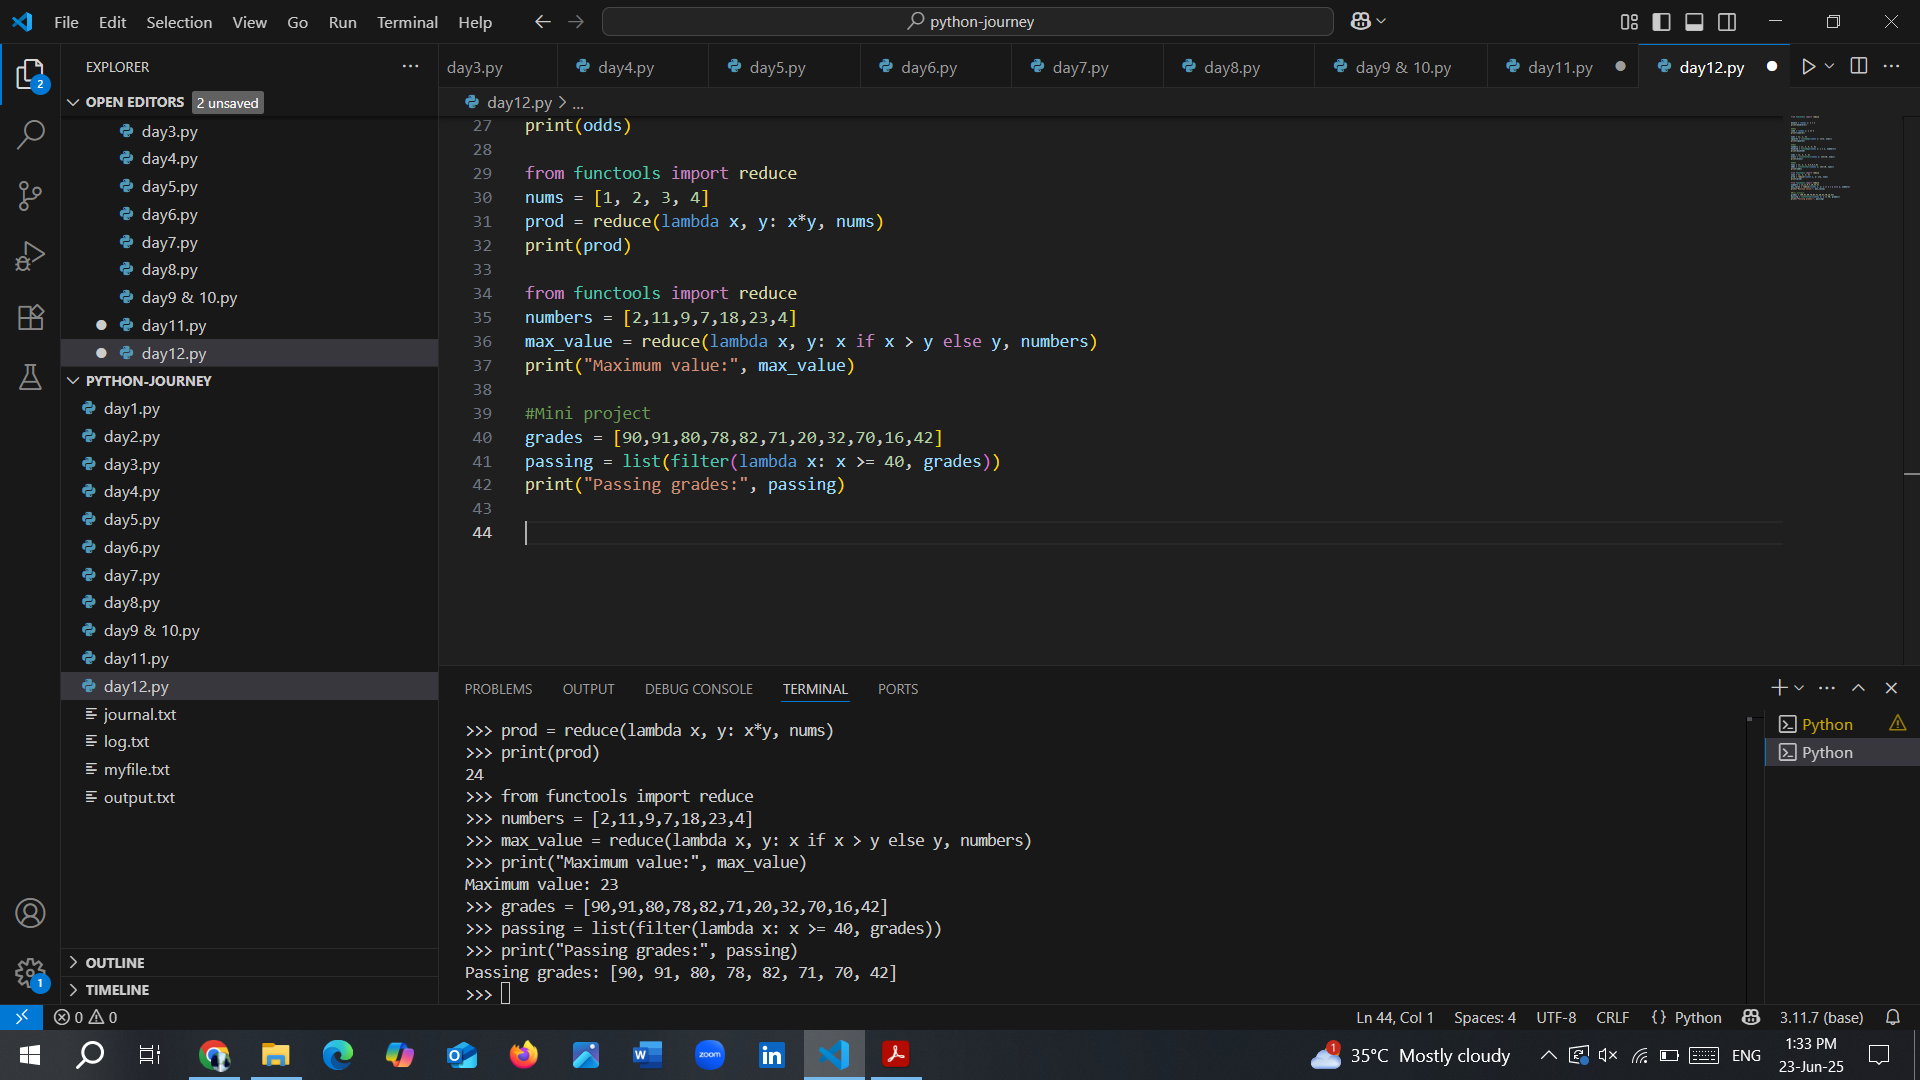 File Edit Selection View Go Run Terminal Help
python-journey
EXPLORER
OPEN EDITORS 2 unsaved
day3.py
day4.py
day5.py
day6.py
day7.py
day8.py
day9 & 10.py
day11.py
day12.py
PYTHON-JOURNEY
day1.py
day2.py
day3.py
day4.py
day5.py
day6.py
day7.py
day8.py
day9 & 10.py
day11.py
day12.py
journal.txt
log.txt
myfile.txt
output.txt
OUTLINE
TIMELINE
2
1
day3.py day4.py day5.py day6.py day7.py day8.py day9 & 10.py day11.py day12.py
day12.py > ...
27 print(odds)
28
29 from functools import reduce
30 nums = [1, 2, 3, 4]
31 prod = reduce(lambda x, y: x*y, nums)
32 print(prod)
33
34 from functools import reduce
35 numbers = [2,11,9,7,18,23,4]
36 max_value = reduce(lambda x, y: x if x > y else y, numbers)
37 print("Maximum value:", max_value)
38
39 #Mini project
40 grades = [90,91,80,78,82,71,20,32,70,16,42]
41 passing = list(filter(lambda x: x >= 40, grades))
42 print("Passing grades:", passing)
43
44
PROBLEMS OUTPUT DEBUG CONSOLE TERMINAL PORTS
>>> prod = reduce(lambda x, y: x*y, nums)
>>> print(prod)
24
>>> from functools import reduce
>>> numbers = [2,11,9,7,18,23,4]
>>> max_value = reduce(lambda x, y: x if x > y else y, numbers)
>>> print("Maximum value:", max_value)
Maximum value: 23
>>> grades = [90,91,80,78,82,71,20,32,70,16,42]
>>> passing = list(filter(lambda x: x >= 40, grades))
>>> print("Passing grades:", passing)
Passing grades: [90, 91, 80, 78, 82, 71, 70, 42]
>>>
Python
Python
0 0
Ln 44, Col 1 Spaces: 4 UTF-8 CRLF {} Python 3.11.7 (base)
zoom
1
35°C Mostly cloudy
ENG
1:33 PM
23-Jun-25